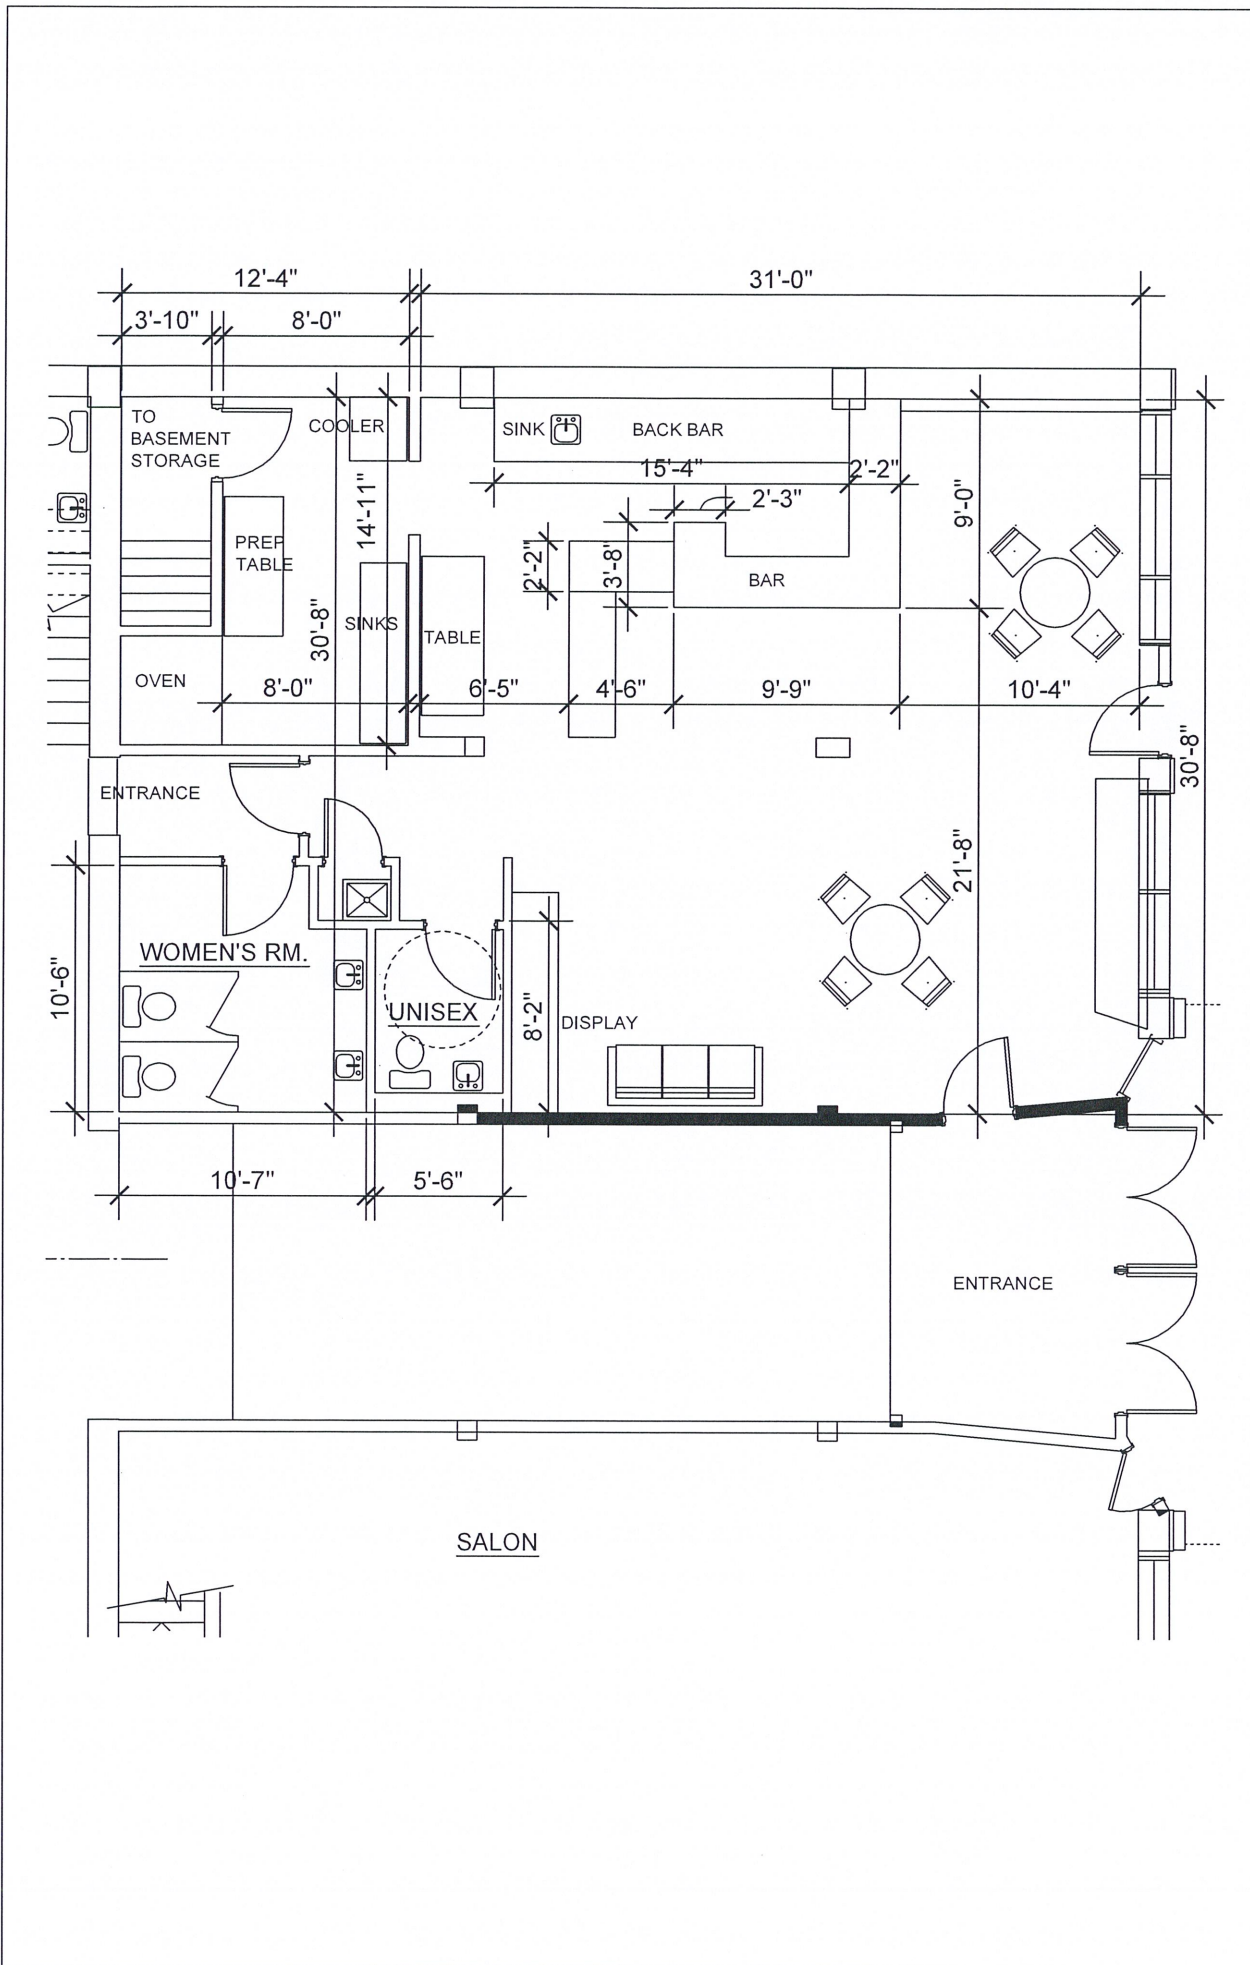 12'-4"
31'-0"
3'-10"
8'-0"
TO
BASEMENT
STORAGE
COOLER
SINK
BACK BAR
15'-4"
2'-2"
2'-3"
14'-11"
9'-0"
PREP
TABLE
2'-2"
3'-8"
BAR
30'-8"
SINKS
TABLE
OVEN
8'-0"
6'-5"
4'-6"
9'-9"
10'-4"
30'-8"
ENTRANCE
21'-8"
WOMEN'S RM.
10'-6"
UNISEX
8'-2"
DISPLAY
10'-7"
5'-6"
ENTRANCE
SALON